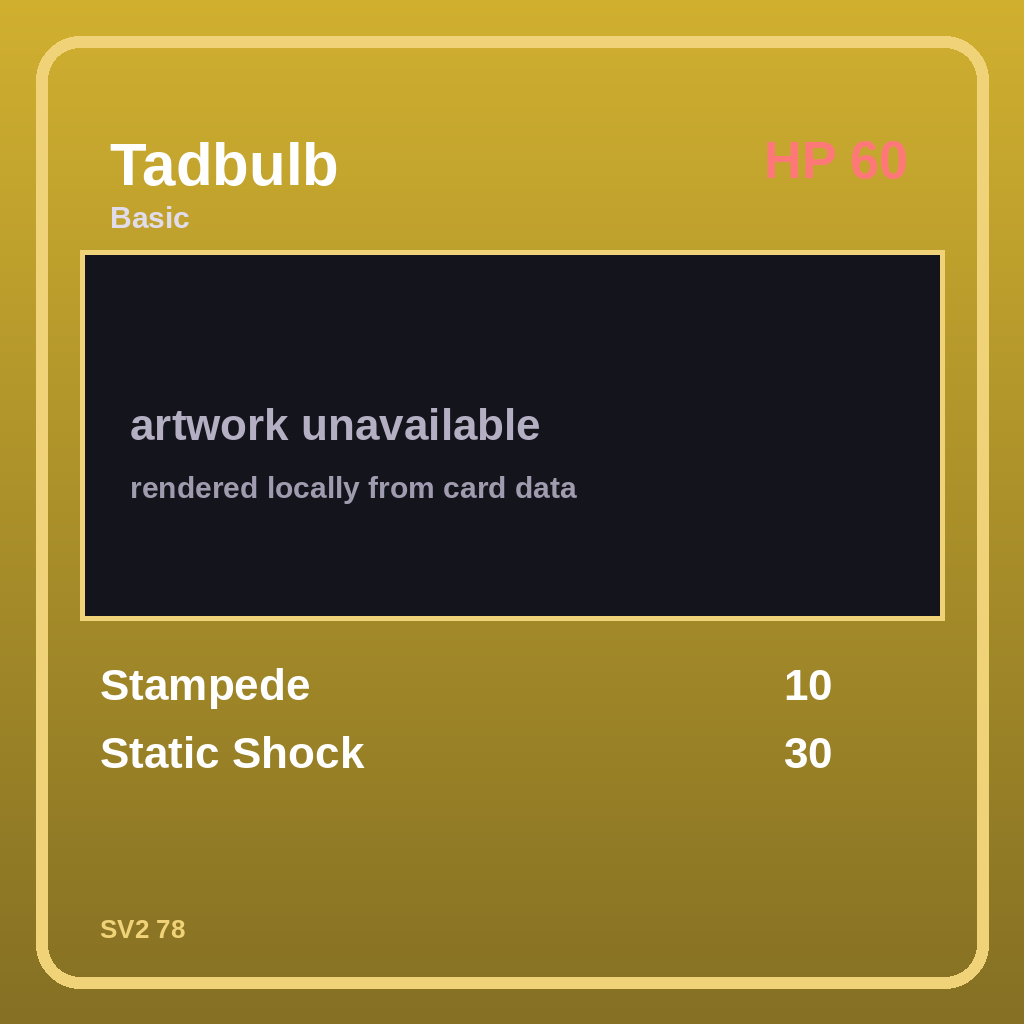 Tadbulb
HP 60
Basic
artwork unavailable
rendered locally from card data
Stampede 10
Static Shock 30
SV2 78